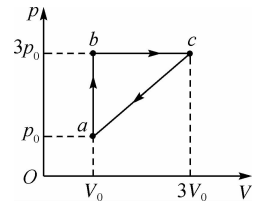 p
3p₀ b c
p₀ a
O V₀ 3V₀ V